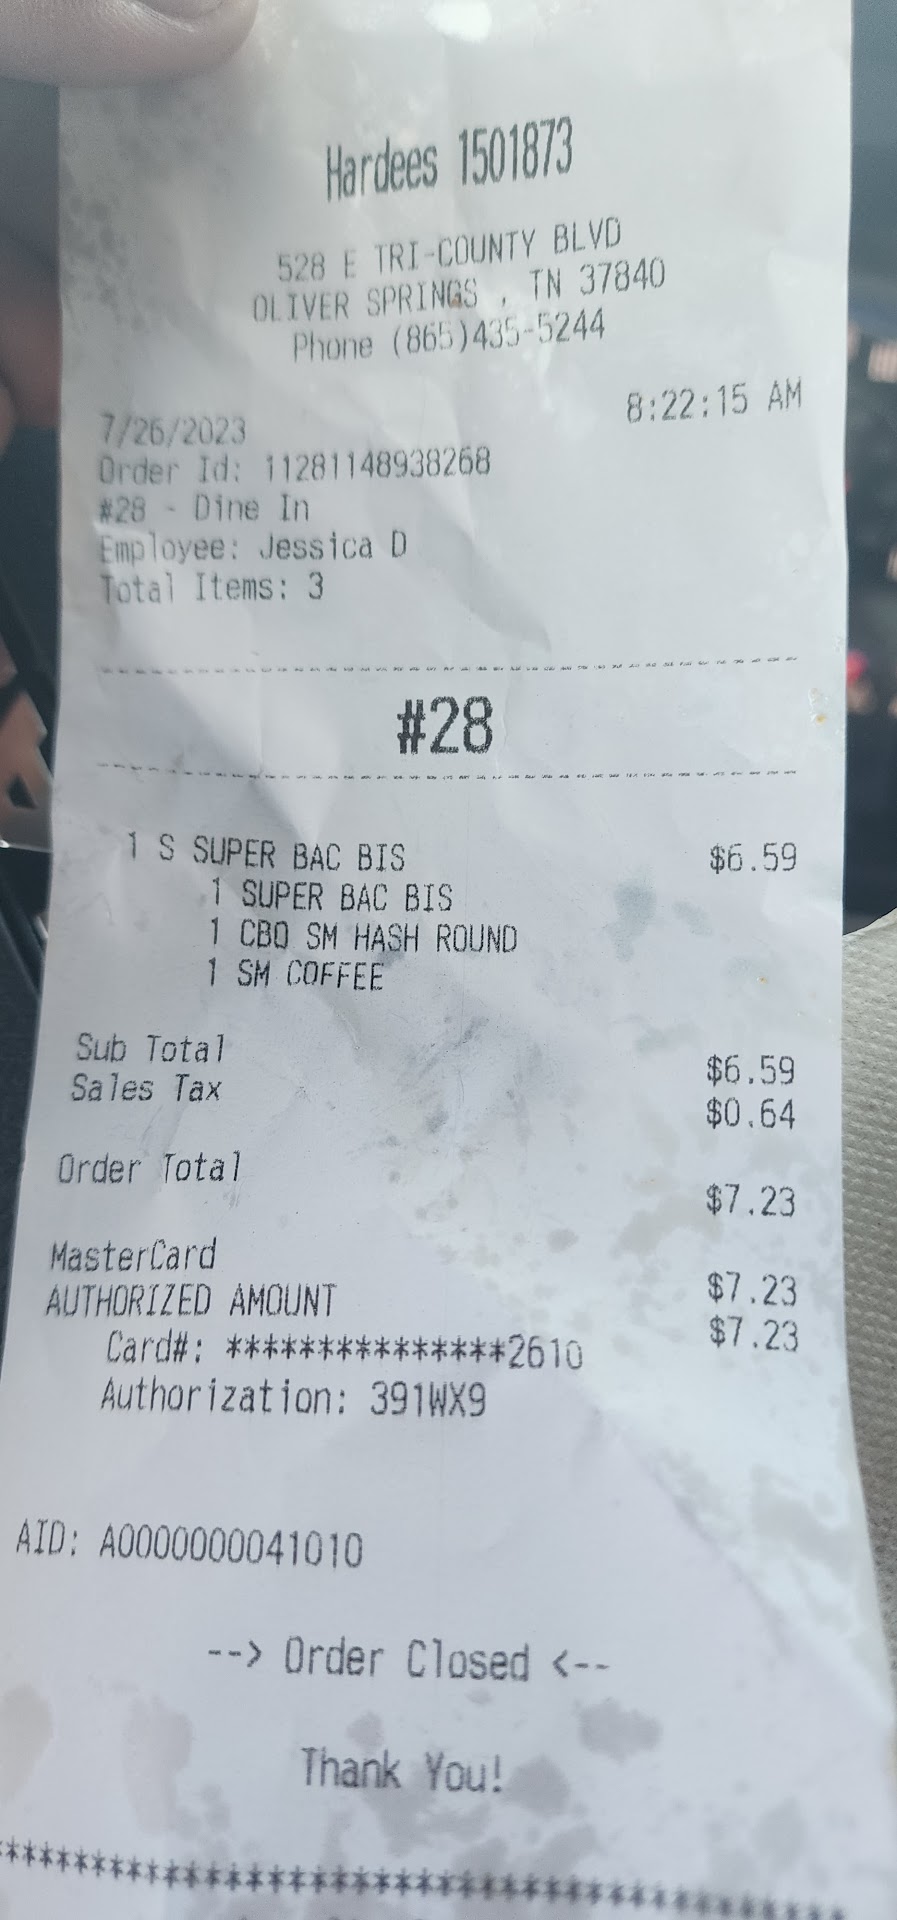 Hardees 1501873
528 E TRI-COUNTY BLVD
OLIVER SPRINGS , TN 37840
Phone (865)435-5244
7/26/2023 8:22:15 AM
Order Id: 11281148938268
#28 - Dine In
Employee: Jessica D
Total Items: 3
#28
1 S SUPER BAC BIS $6.59
1 SUPER BAC BIS
1 CBO SM HASH ROUND
1 SM COFFEE
Sub Total $6.59
Sales Tax $0.64
Order Total $7.23
MasterCard $7.23
AUTHORIZED AMOUNT $7.23
Card#: ***************2610
Authorization: 391WX9
AID: A0000000041010
--> Order Closed <--
Thank You!